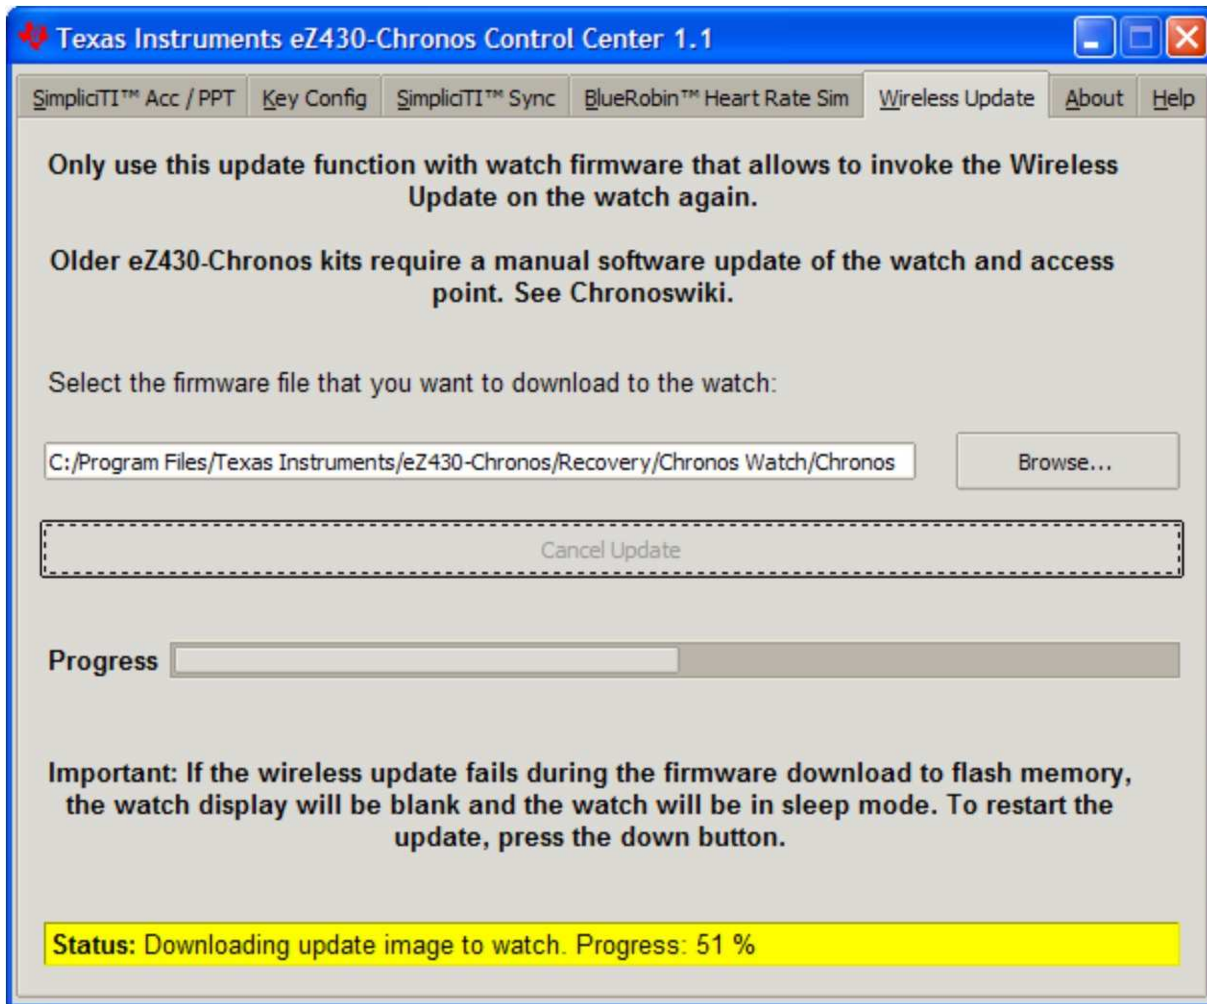 Texas Instruments eZ430-Chronos Control Center 1.1
SimpliciTI™ Acc / PPT Key Config SimpliciTI™ Sync BlueRobin™ Heart Rate Sim Wireless Update About Help
Only use this update function with watch firmware that allows to invoke the Wireless
Update on the watch again.
Older eZ430-Chronos kits require a manual software update of the watch and access
point. See Chronoswiki.
Select the firmware file that you want to download to the watch:
C:/Program Files/Texas Instruments/eZ430-Chronos/Recovery/Chronos Watch/Chronos Browse...
Cancel Update
Progress
Important: If the wireless update fails during the firmware download to flash memory,
the watch display will be blank and the watch will be in sleep mode. To restart the
update, press the down button.
Status: Downloading update image to watch. Progress: 51 %